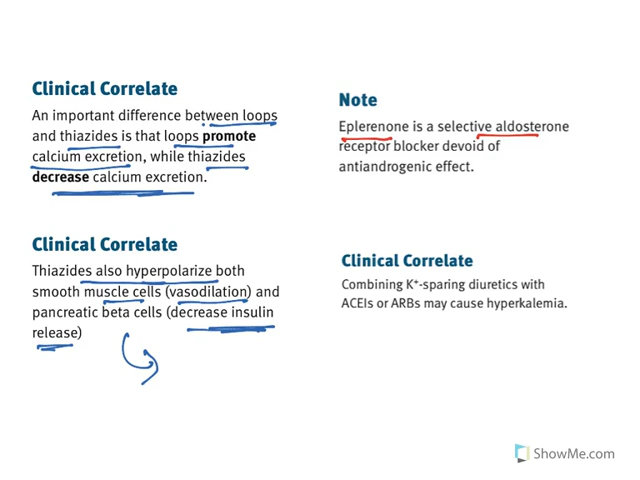 Clinical Correlate
An important difference between loops
and thiazides is that loops promote
calcium excretion, while thiazides
decrease calcium excretion.
Clinical Correlate
Thiazides also hyperpolarize both
smooth muscle cells (vasodilation) and
pancreatic beta cells (decrease insulin
release)
Note
Eplerenone is a selective aldosterone
receptor blocker devoid of
antiandrogenic effect.
Clinical Correlate
Combining K⁺-sparing diuretics with
ACEIs or ARBs may cause hyperkalemia.
ShowMe.com